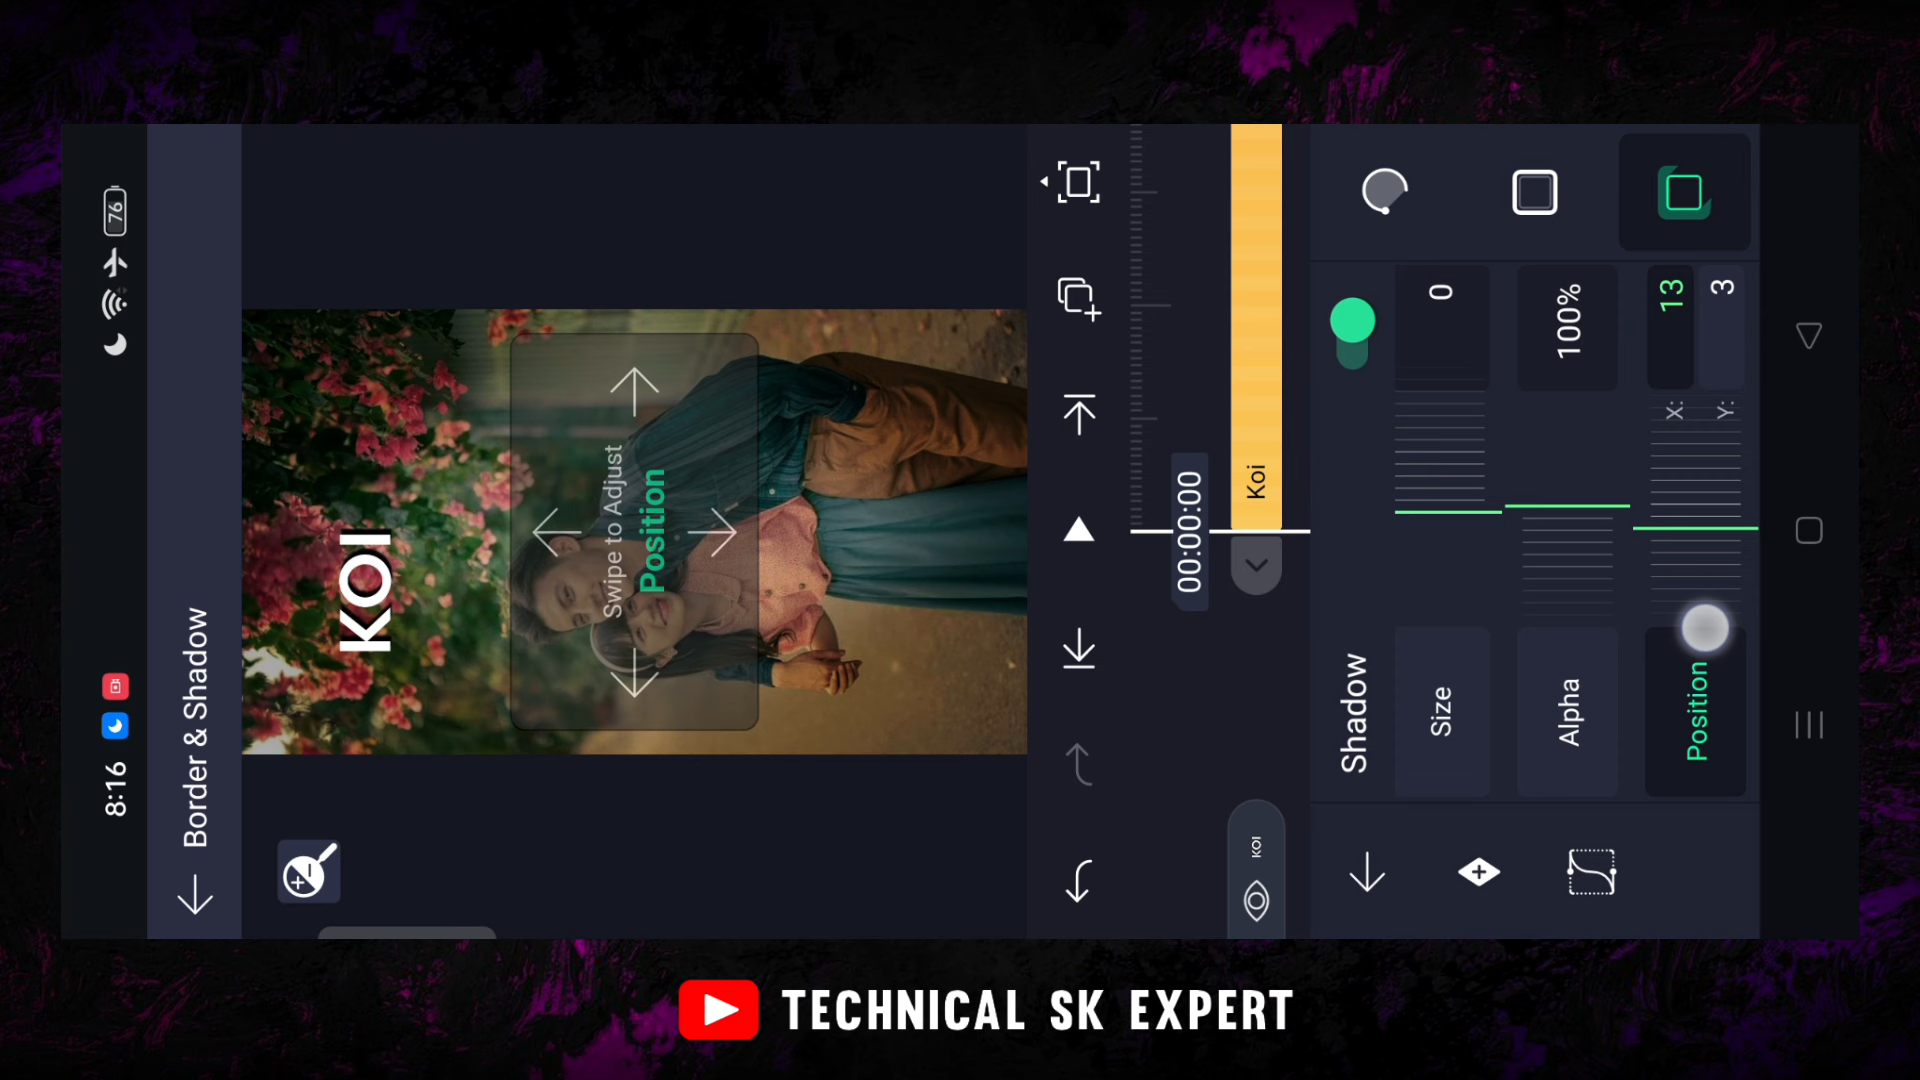 8:16
76
Border & Shadow
KOI
Swipe to Adjust
Position
00:00:00
Koi
KOI
Shadow
Size
0
Alpha
100%
Position
X:
13
Y:
3
TECHNICAL SK EXPERT